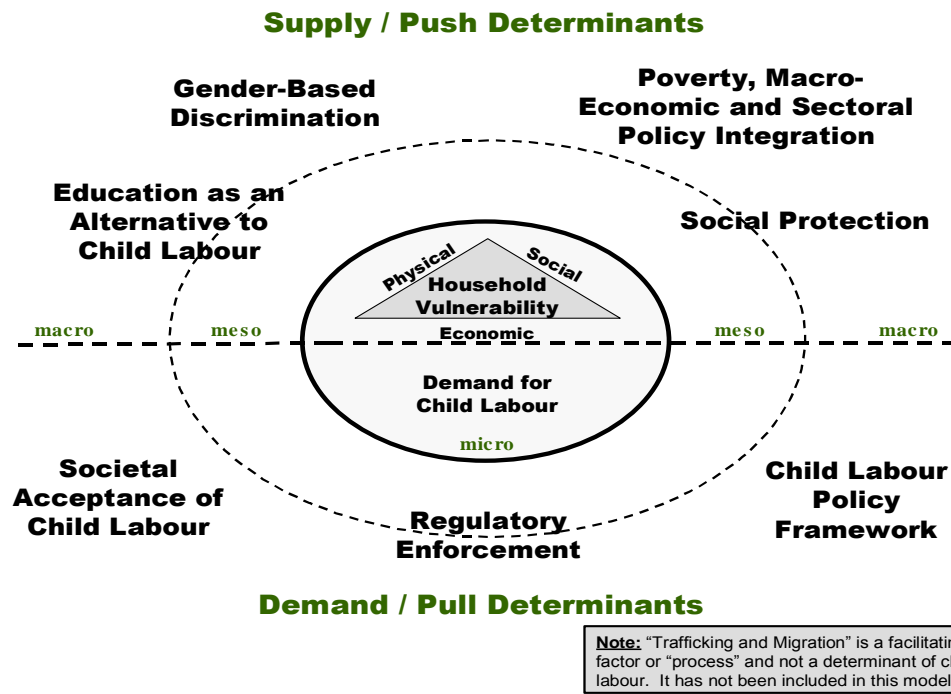 Supply / Push Determinants
Gender-Based
Discrimination
Poverty, Macro-
Economic and Sectoral
Policy Integration
Education as an
Alternative to
Child Labour
Social Protection
Physical
Social
Household
Vulnerability
Economic
macro
meso
meso
macro
Demand for
Child Labour
micro
Societal
Acceptance of
Child Labour
Regulatory
Enforcement
Child Labour
Policy
Framework
Demand / Pull Determinants
Note: “Trafficking and Migration” is a
factor or “process” and not a determinant of
labour. It has not been included in this model